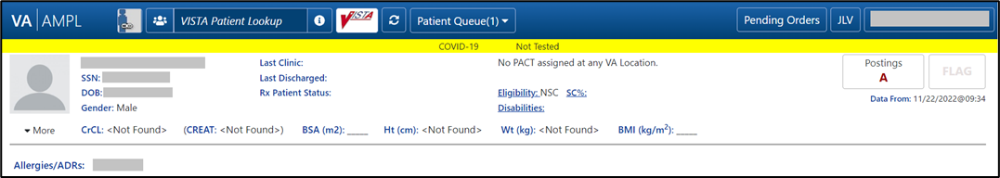 VA | AMPL VISTA Patient Lookup VISTA Patient Queue(1) Pending Orders JLV
COVID-19 Not Tested
Last Clinic: No PACT assigned at any VA Location. Postings FLAG
SSN: Last Discharged: A
DOB: Rx Patient Status: Eligibility: NSC SC%:
Gender: Male Disabilities: Data From: 11/22/2022@09:34
More CrCL: <Not Found> (CREAT: <Not Found>) BSA (m2): _____ Ht (cm): <Not Found> Wt (kg): <Not Found> BMI (kg/m²): _____
Allergies/ADRs: